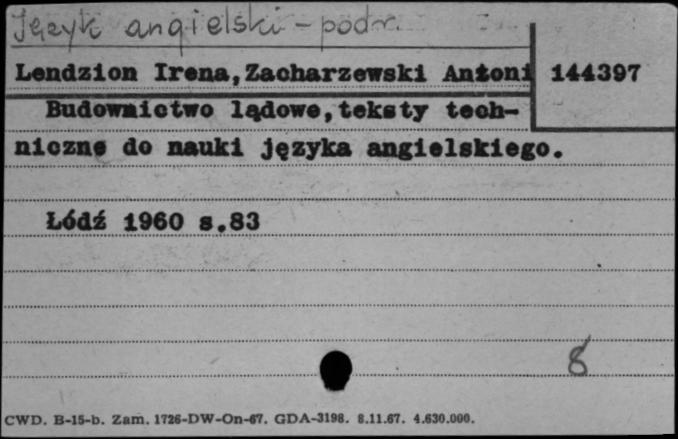 Język angielski - podr.
Lendzion Irena, Zacharzewski Antoni 144397
Budownictwo lądowe, teksty tech-
niczne do nauki języka angielskiego.
Łódź 1960 s.83
8
CWD. B-15-b. Zam. 1726-DW-On-67. GDA-3198. 8.11.67. 4.630.000.